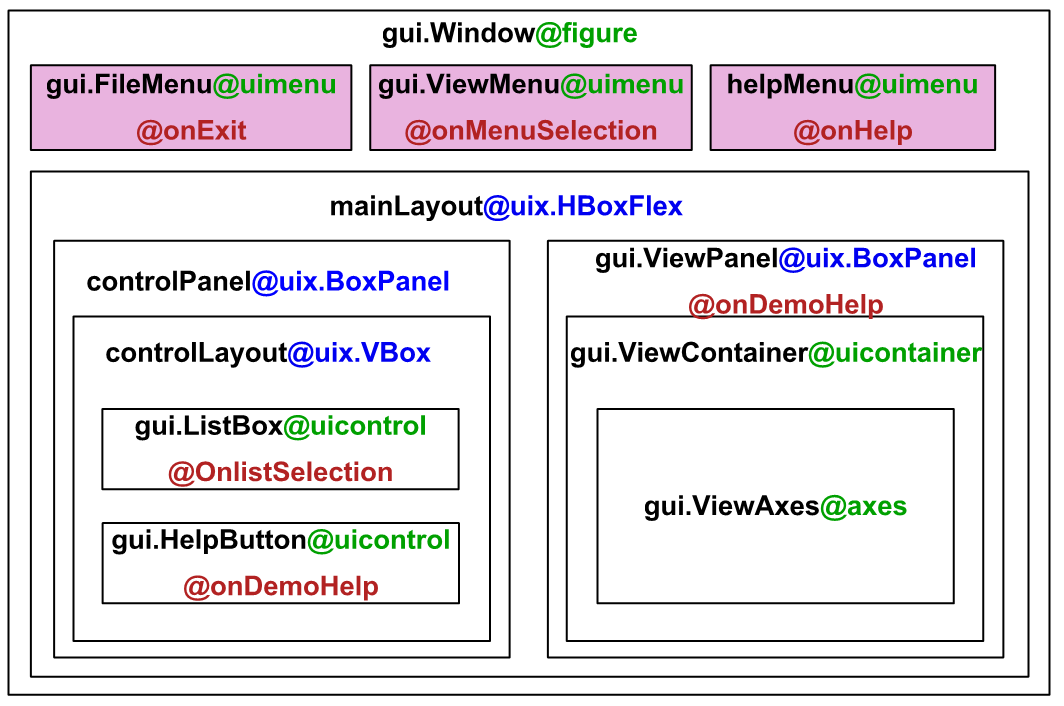 gui.Window@figure
gui.FileMenu@uimenu
@onExit
gui.ViewMenu@uimenu
@onMenuSelection
helpMenu@uimenu
@onHelp
mainLayout@uix.HBoxFlex
controlPanel@uix.BoxPanel
controlLayout@uix.VBox
gui.ListBox@uicontrol
@OnlistSelection
gui.HelpButton@uicontrol
@onDemoHelp
gui.ViewPanel@uix.BoxPanel
@onDemoHelp
gui.ViewContainer@uicontainer
gui.ViewAxes@axes